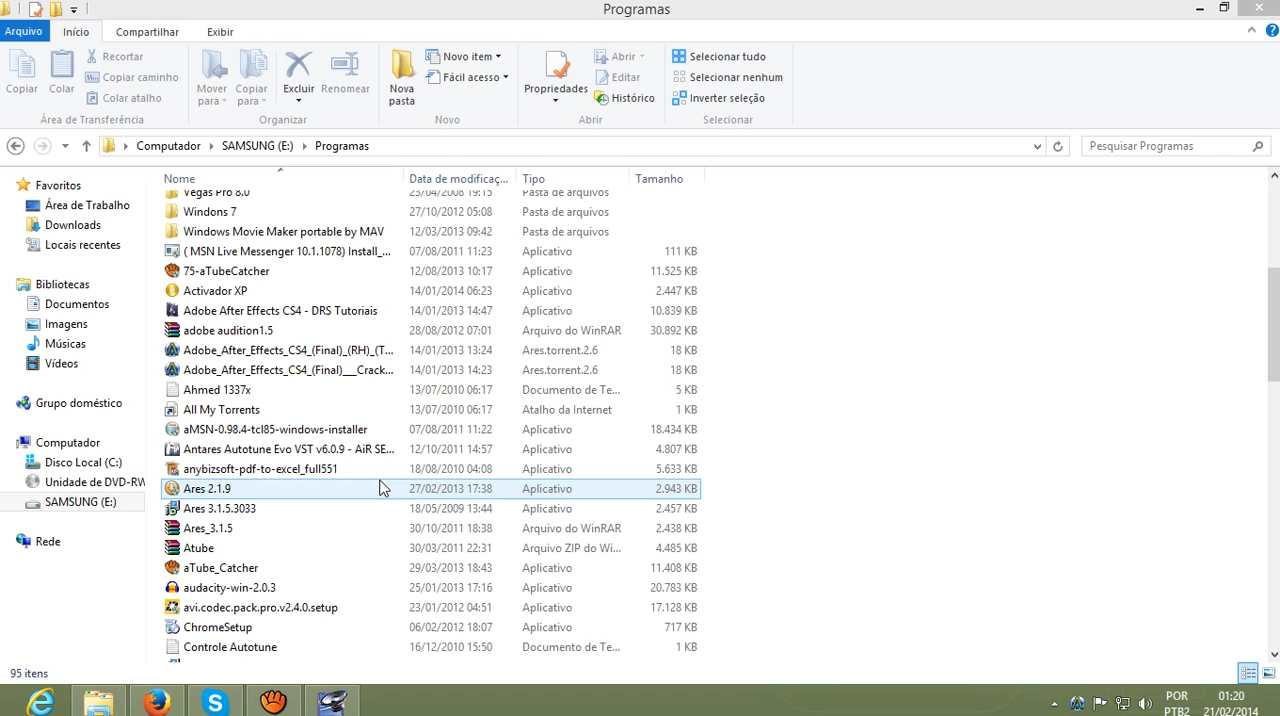 Programas
Arquivo Início Compartilhar Exibir
Copiar
Colar
Recortar
Copiar caminho
Colar atalho
Área de Transferência
Mover para
Copiar para
Excluir
Renomear
Organizar
Nova pasta
Novo item
Fácil acesso
Novo
Propriedades
Abrir
Editar
Histórico
Abrir
Selecionar tudo
Selecionar nenhum
Inverter seleção
Selecionar
Computador SAMSUNG (E:) Programas
Pesquisar Programas
Favoritos
Área de Trabalho
Downloads
Locais recentes
Bibliotecas
Documentos
Imagens
Músicas
Vídeos
Grupo doméstico
Computador
Disco Local (C:)
Unidade de DVD-RW
SAMSUNG (E:)
Rede
Nome Data de modificaç... Tipo Tamanho
Vegas Pro 8.0 23/04/2008 19:15 Pasta de arquivos
Windons 7 27/10/2012 05:08 Pasta de arquivos
Windows Movie Maker portable by MAV 12/03/2013 09:42 Pasta de arquivos
( MSN Live Messenger 10.1.1078) Install_... 07/08/2011 11:23 Aplicativo 111 KB
75-aTubeCatcher 12/08/2013 10:17 Aplicativo 11.525 KB
Activador XP 14/01/2014 06:23 Aplicativo 2.447 KB
Adobe After Effects CS4 - DRS Tutoriais 14/01/2013 14:47 Aplicativo 10.839 KB
adobe audition1.5 28/08/2012 07:01 Arquivo do WinRAR 30.892 KB
Adobe_After_Effects_CS4_(Final)_(RH)_(T... 14/01/2013 13:24 Ares.torrent.2.6 18 KB
Adobe_After_Effects_CS4_(Final)___Crack... 14/01/2013 14:23 Ares.torrent.2.6 18 KB
Ahmed 1337x 13/07/2010 06:17 Documento de Te... 5 KB
All My Torrents 13/07/2010 06:17 Atalho da Internet 1 KB
aMSN-0.98.4-tcl85-windows-installer 07/08/2011 11:22 Aplicativo 18.434 KB
Antares Autotune Evo VST v6.0.9 - AiR SE... 12/10/2011 14:57 Aplicativo 4.807 KB
anybizsoft-pdf-to-excel_full551 18/08/2010 04:08 Aplicativo 5.633 KB
Ares 2.1.9 27/02/2013 17:38 Aplicativo 2.943 KB
Ares 3.1.5.3033 18/05/2009 13:44 Aplicativo 2.457 KB
Ares_3.1.5 30/10/2011 18:38 Arquivo do WinRAR 2.438 KB
Atube 30/03/2011 22:31 Arquivo ZIP do Wi... 4.485 KB
aTube_Catcher 29/03/2013 18:43 Aplicativo 11.408 KB
audacity-win-2.0.3 25/01/2013 17:16 Aplicativo 20.783 KB
avi.codec.pack.pro.v2.4.0.setup 23/01/2012 04:51 Aplicativo 17.128 KB
ChromeSetup 06/02/2012 18:07 Aplicativo 717 KB
Controle Autotune 16/12/2010 15:50 Documento de Te... 1 KB
95 itens
POR
PTB2
01:20
21/02/2014